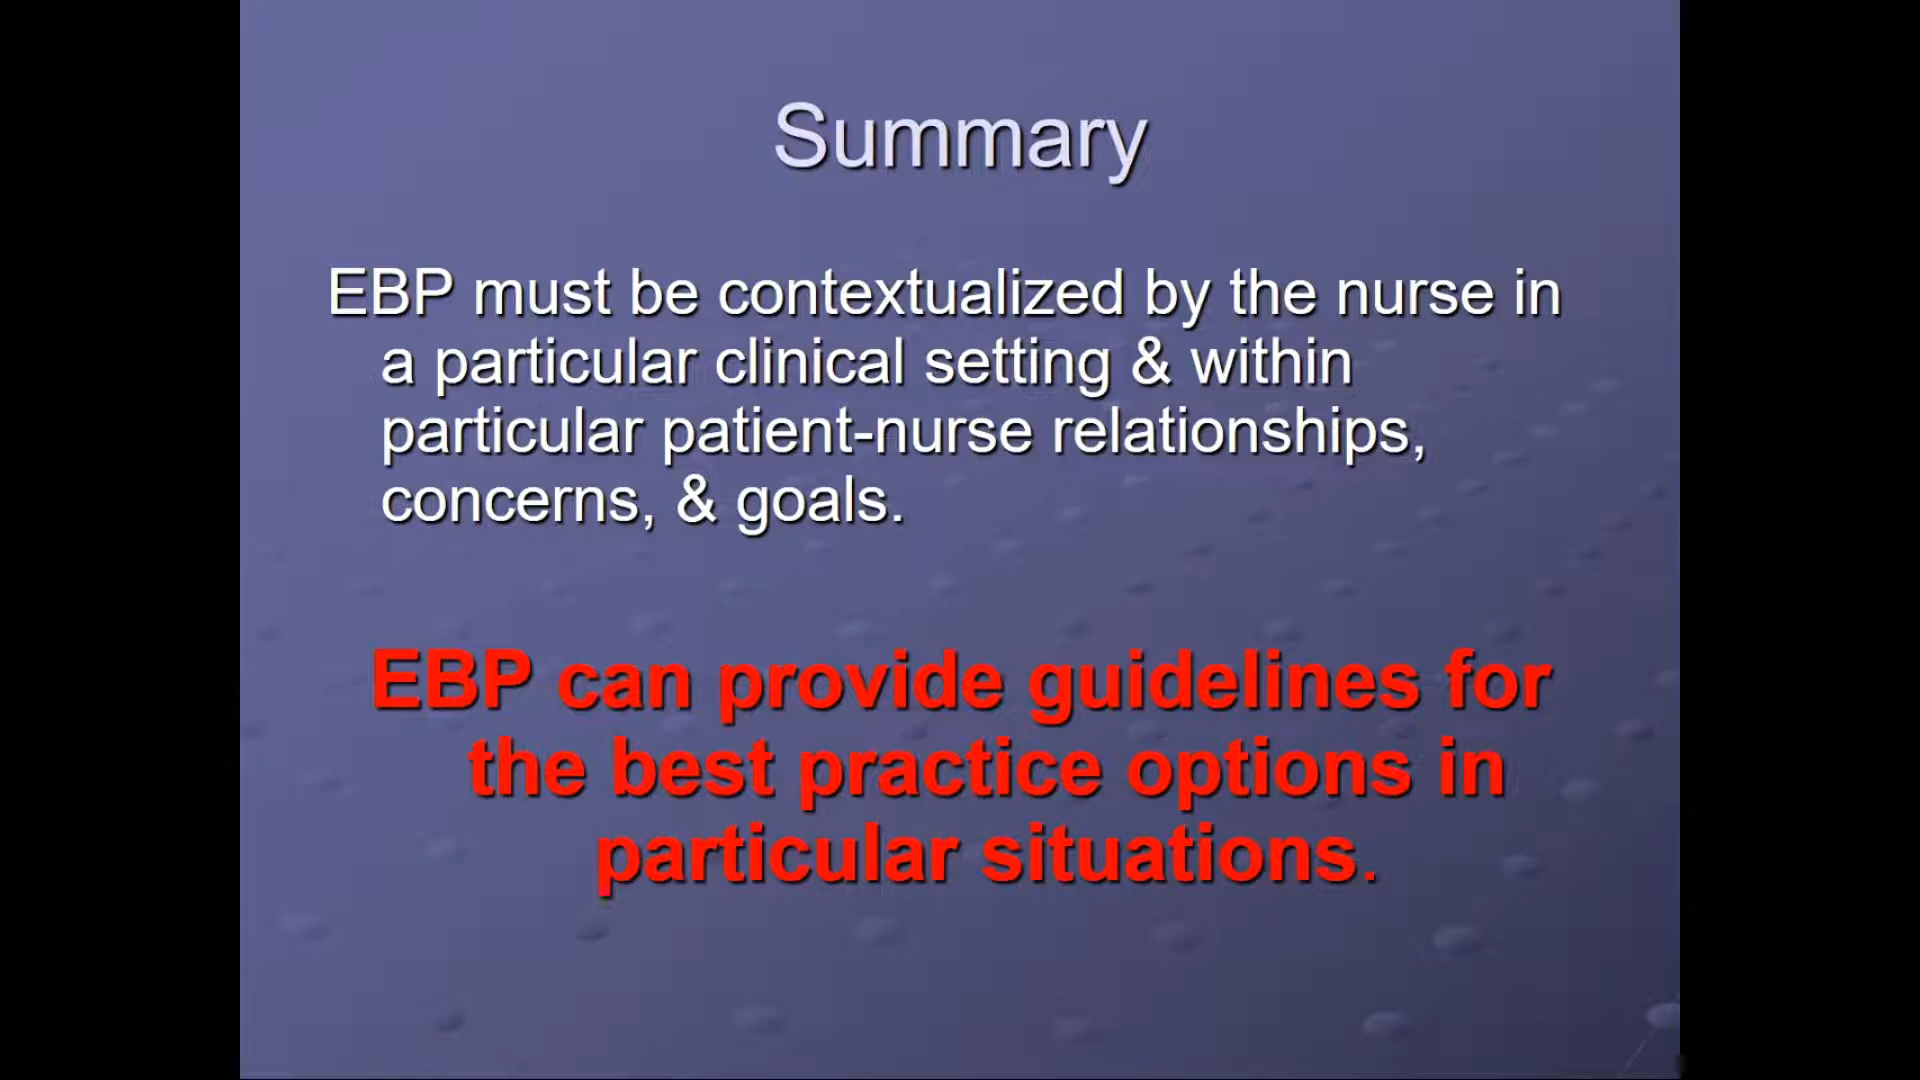 Summary
EBP must be contextualized by the nurse in
a particular clinical setting & within
particular patient-nurse relationships,
concerns, & goals.
EBP can provide guidelines for
the best practice options in
particular situations.